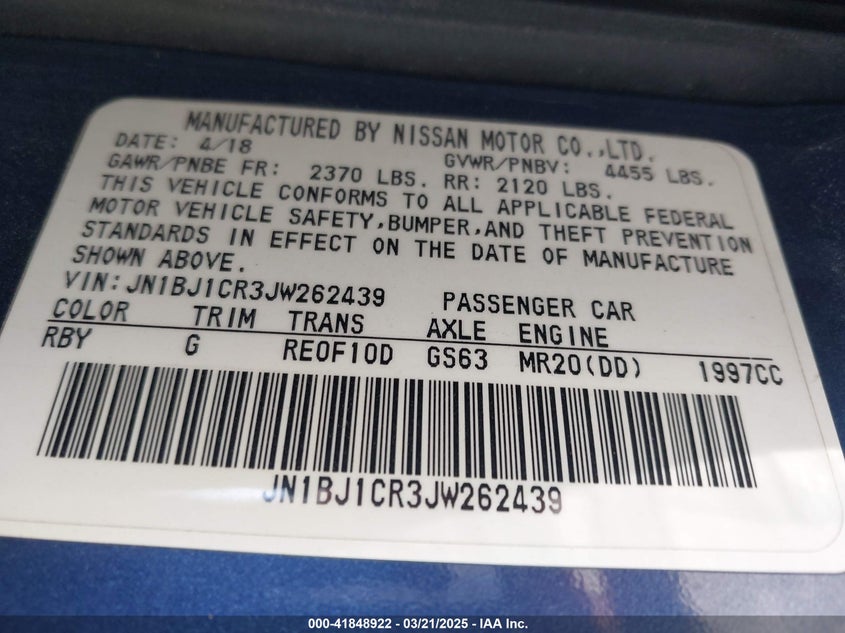 MANUFACTURED BY NISSAN MOTOR CO.,LTD.
DATE: 4/18 GVWR/PNBV: 4455 LBS.
GAWR/PNBE FR: 2370 LBS. RR: 2120 LBS.
THIS VEHICLE CONFORMS TO ALL APPLICABLE FEDERAL
MOTOR VEHICLE SAFETY,BUMPER,AND THEFT PREVENTION
STANDARDS IN EFFECT ON THE DATE OF MANUFACTURE
SHOWN ABOVE.
VIN:JN1BJ1CR3JW262439 PASSENGER CAR
COLOR TRIM TRANS AXLE ENGINE
RBY G RE0F10D GS63 MR20(DD) 1997CC
JN1BJ1CR3JW262439
000-41848922 - 03/21/2025 - IAA Inc.